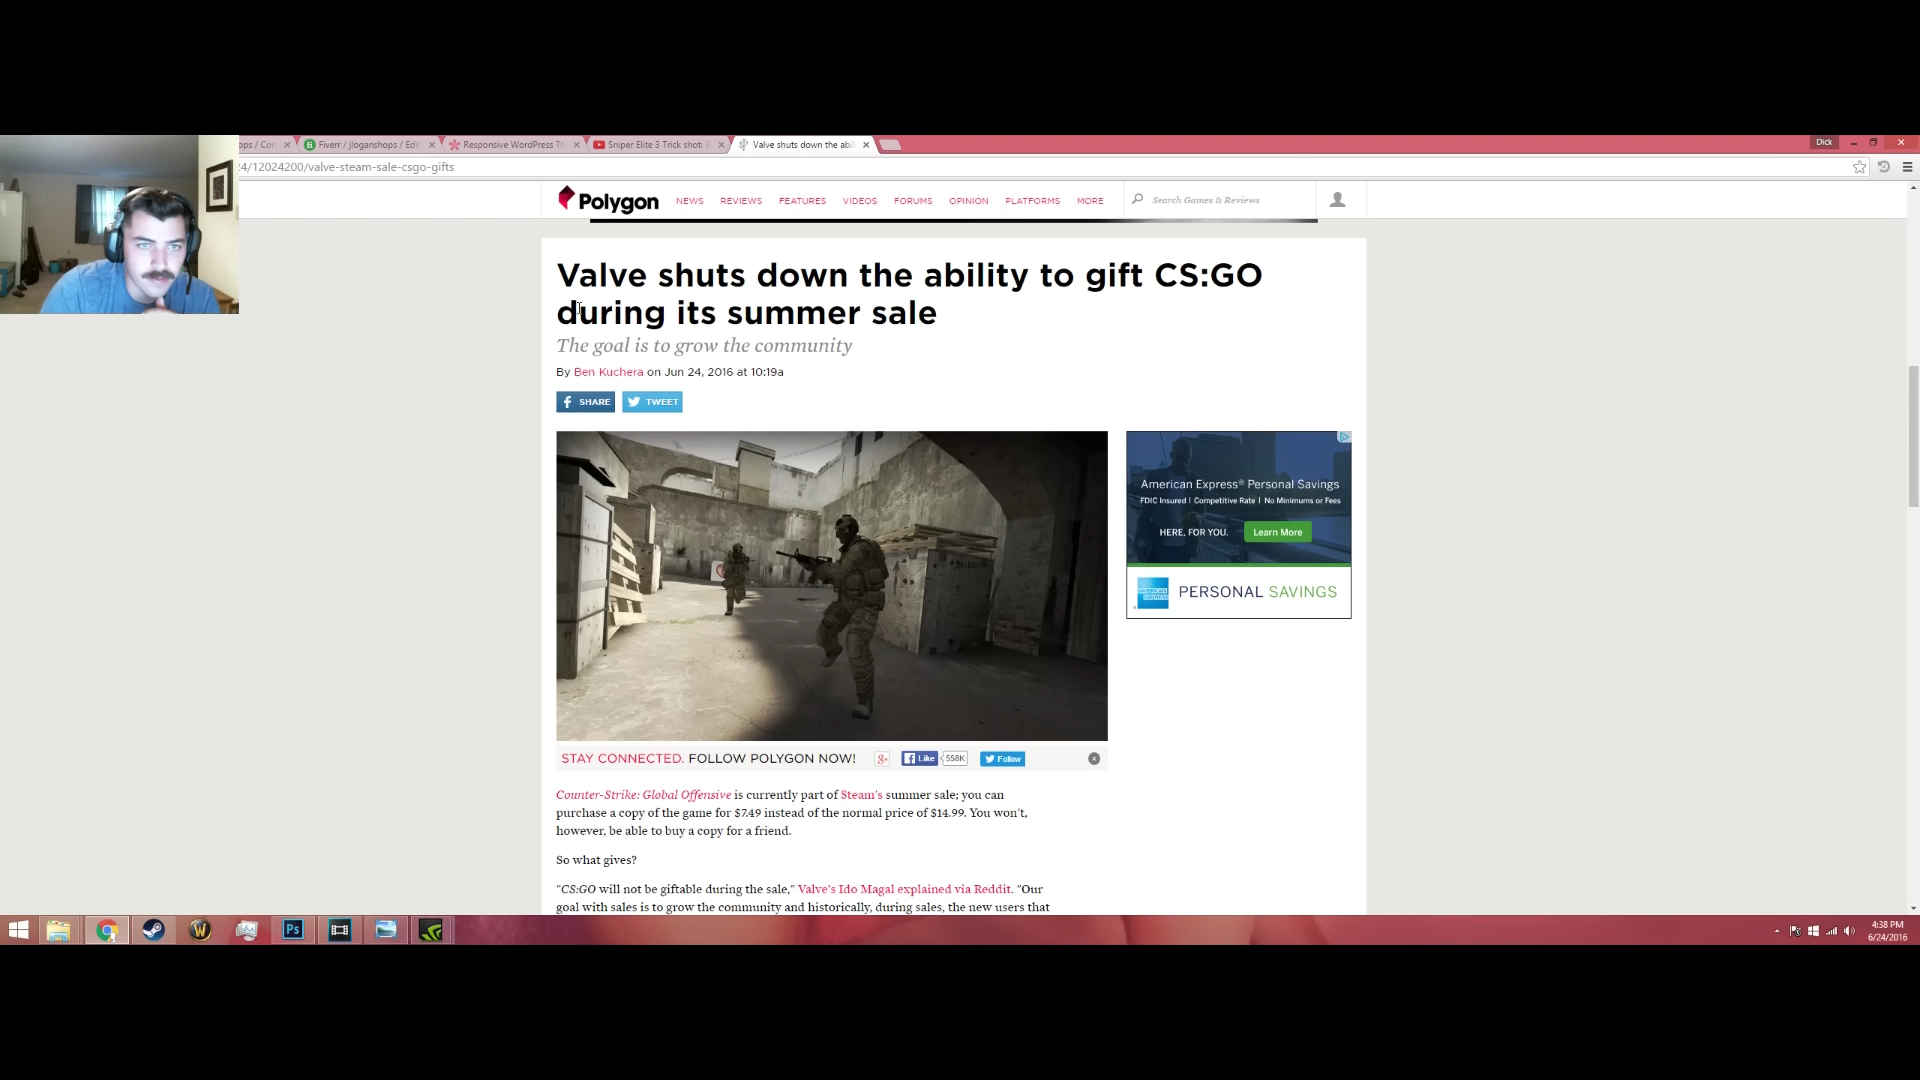 Fiverr / jloganshops / Edi
Responsive WordPress Th
Sniper Elite 3 Trick shot: E
Valve shuts down the abi
Dick
4/12024200/valve-steam-sale-csgo-gifts
Polygon NEWS REVIEWS FEATURES VIDEOS FORUMS OPINION PLATFORMS MORE Search Games & Reviews
Valve shuts down the ability to gift CS:GO
during its summer sale
The goal is to grow the community
By Ben Kuchera on Jun 24, 2016 at 10:19a
SHARE TWEET
American Express® Personal Savings
FDIC Insured | Competitive Rate | No Minimums or Fees
HERE, FOR YOU. Learn More
PERSONAL SAVINGS
STAY CONNECTED. FOLLOW POLYGON NOW! g+ Like 558K Follow
Counter-Strike: Global Offensive is currently part of Steam's summer sale; you can
purchase a copy of the game for $7.49 instead of the normal price of $14.99. You won't,
however, be able to buy a copy for a friend.
So what gives?
"CS:GO will not be giftable during the sale," Valve's Ido Magal explained via Reddit. "Our
goal with sales is to grow the community and historically, during sales, the new users that
Ps
4:38 PM
6/24/2016